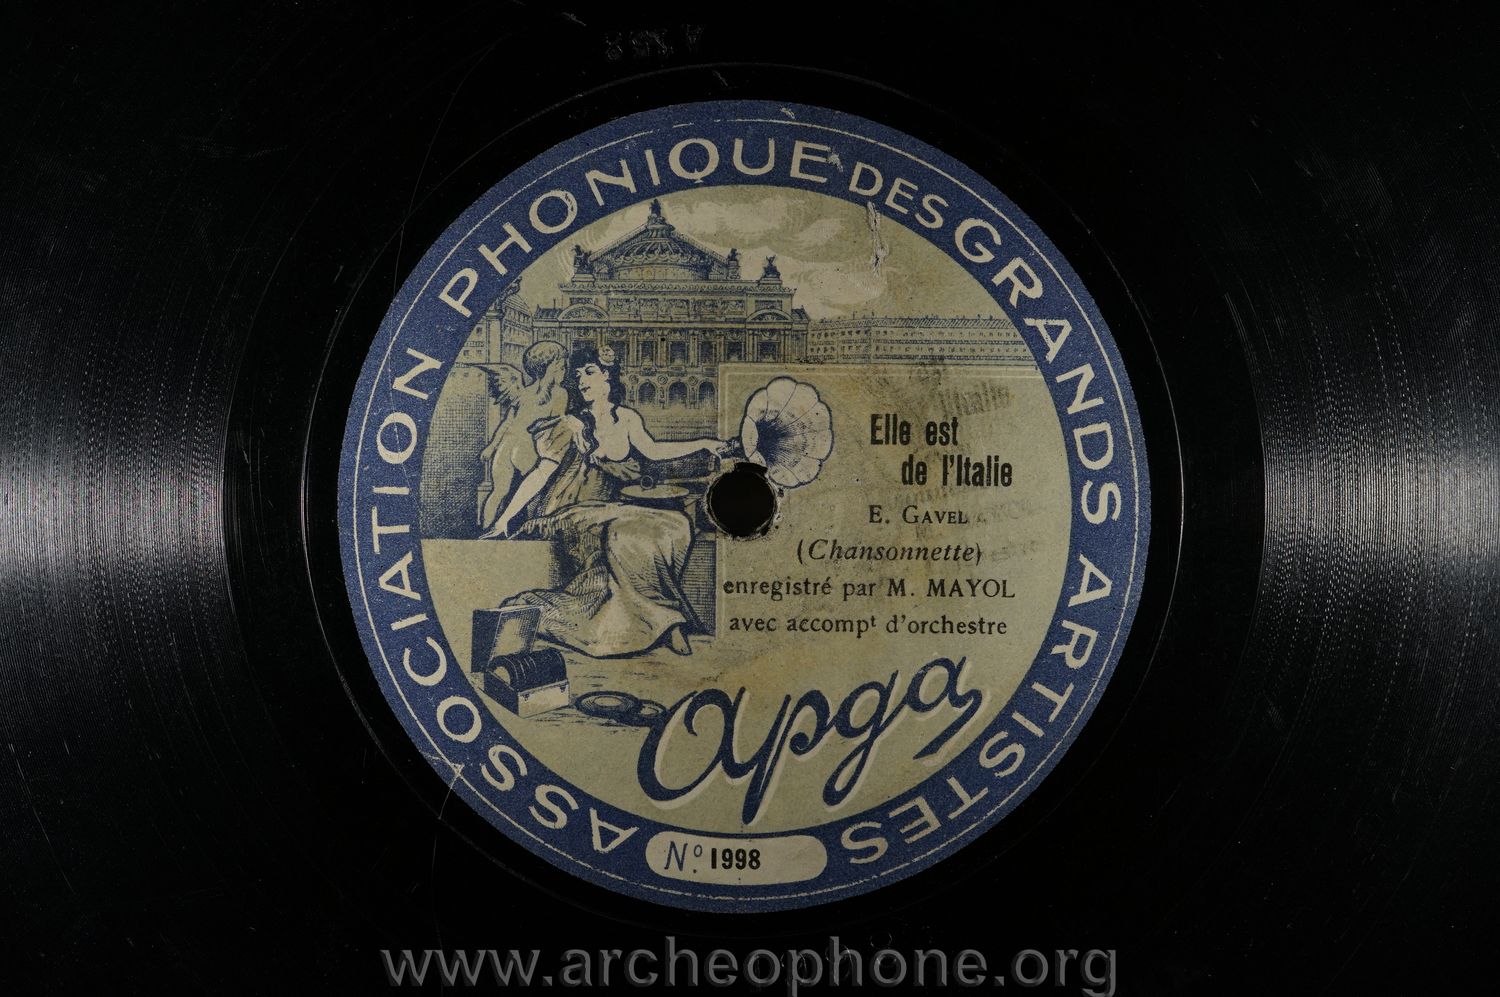 ASSOCIATION PHONIQUE DES GRANDS ARTISTES
Elle est
de l'Italie
E. GAVEL
(Chansonnette)
enregistré par M. MAYOL
avec accompt d'orchestre
apga
No. 1998
www.archeophone.org